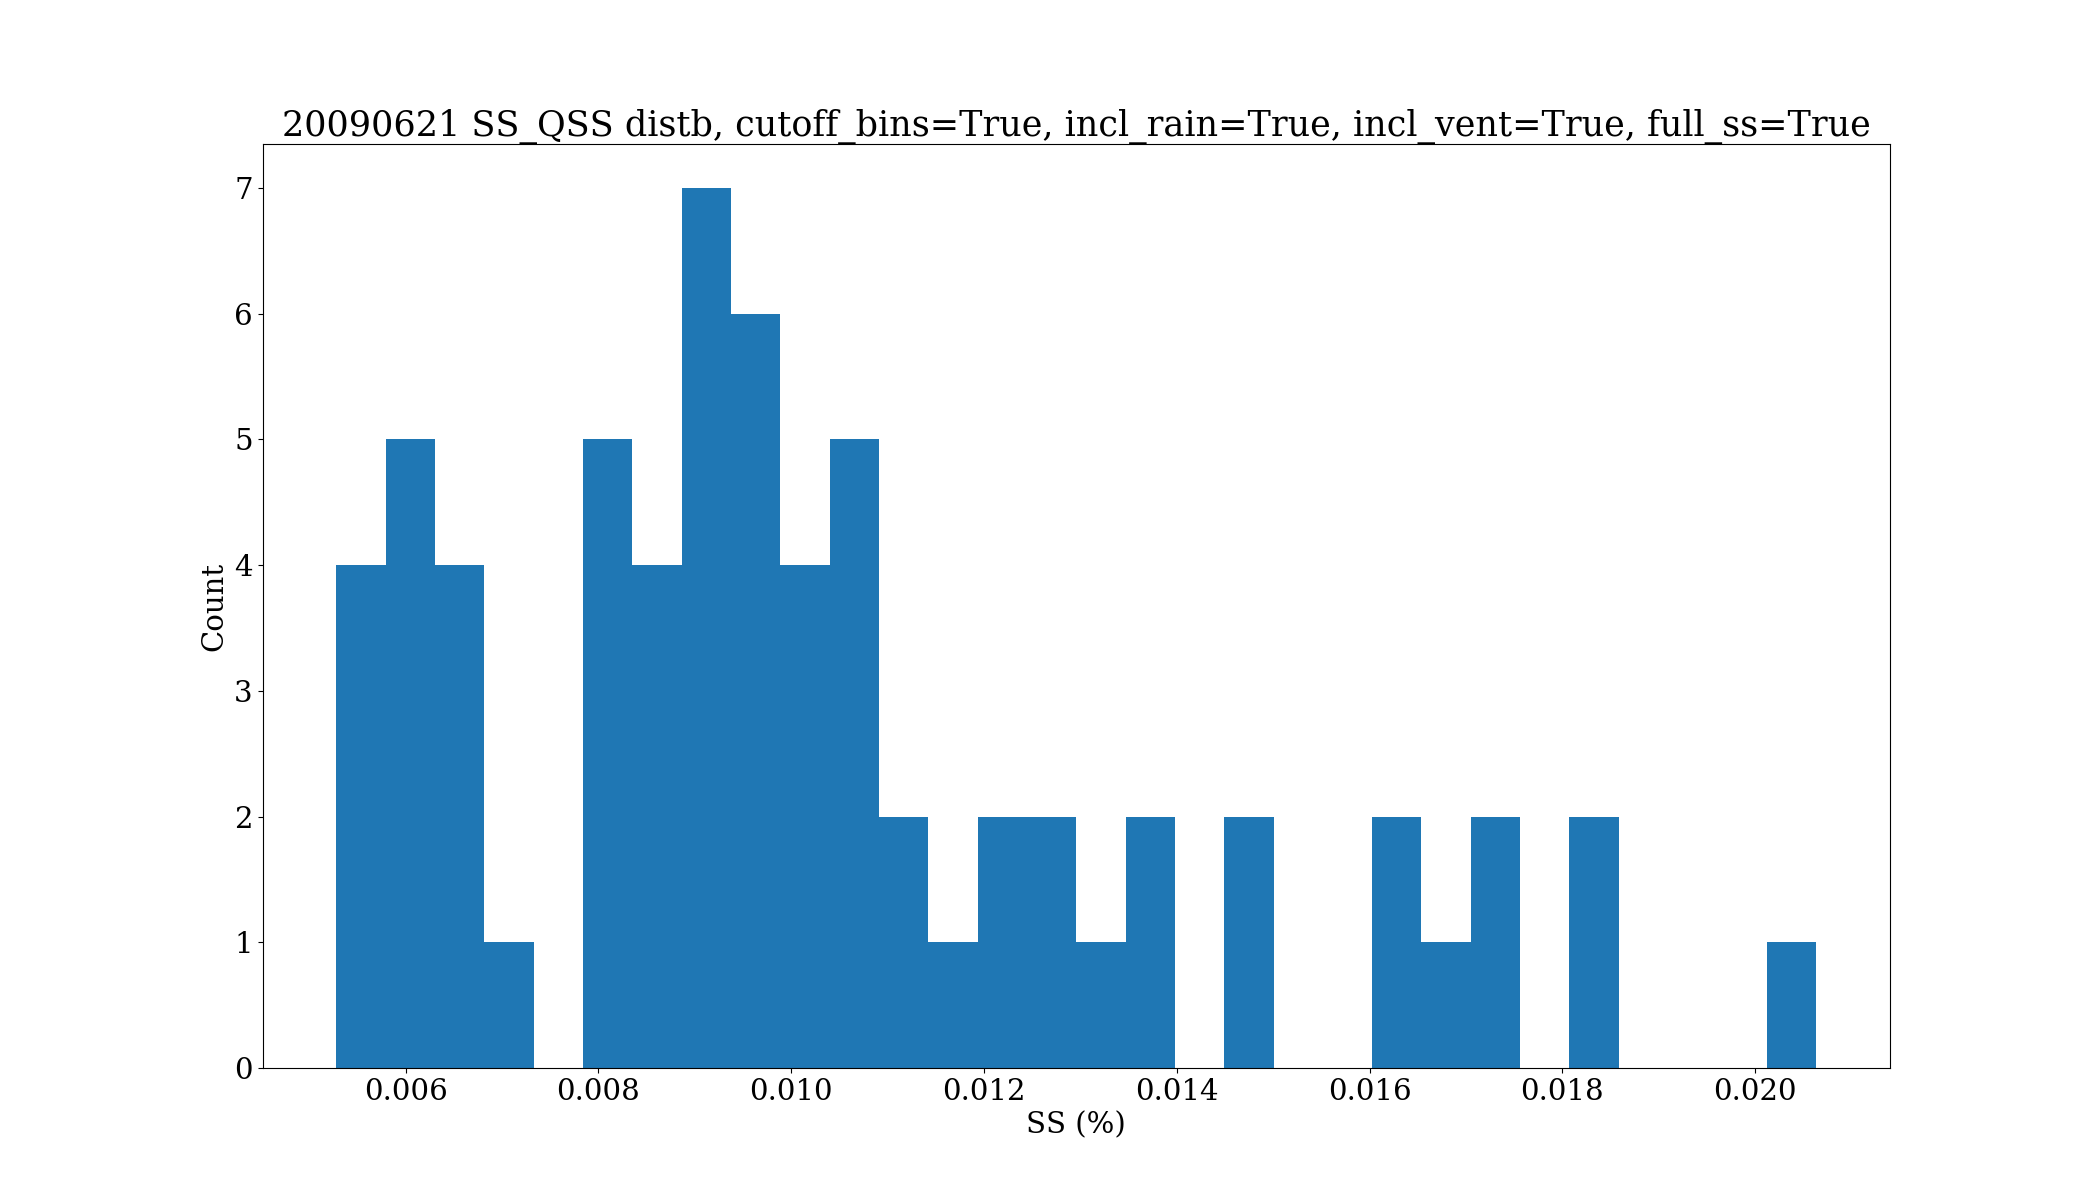 20090621 SS_QSS distb, cutoff_bins=True, incl_rain=True, incl_vent=True, full_ss=True
7
6
5
4
3
2
1
0
Count
0.006 0.008 0.010 0.012 0.014 0.016 0.018 0.020
SS (%)